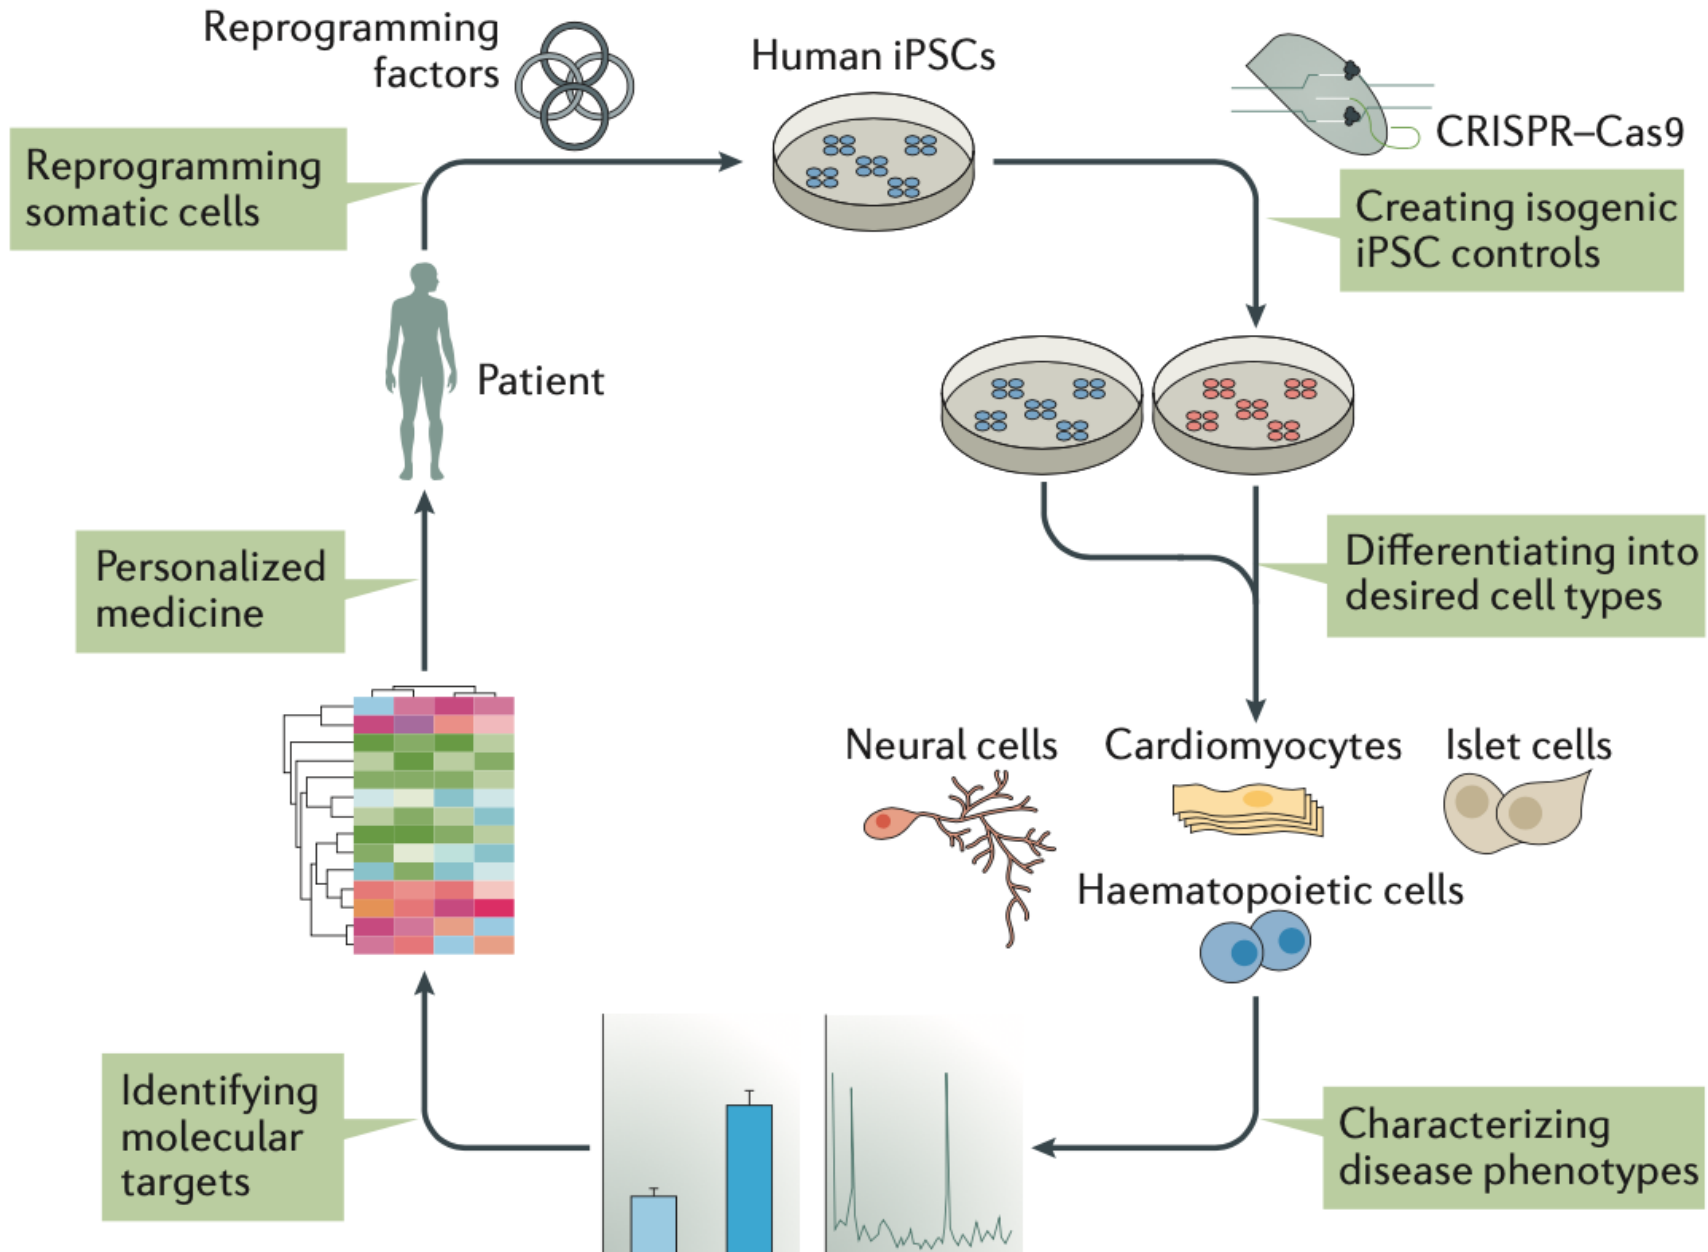 Reprogramming
factors
Human iPSCs
CRISPR–Cas9
Reprogramming
somatic cells
Creating isogenic
iPSC controls
Patient
Personalized
medicine
Differentiating into
desired cell types
Neural cells
Cardiomyocytes
Islet cells
Haematopoietic cells
Identifying
molecular
targets
Characterizing
disease phenotypes